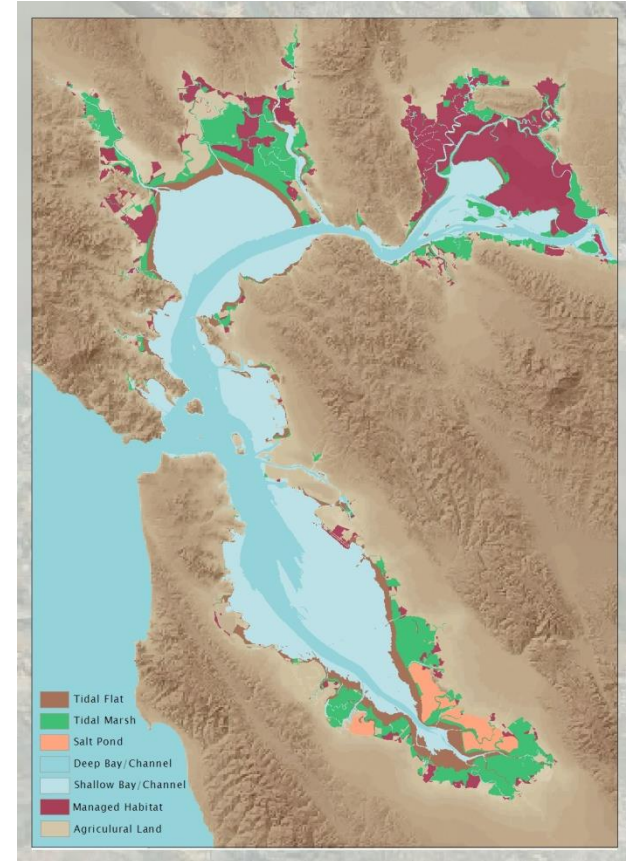 Tidal Flat
Tidal Marsh
Salt Pond
Deep Bay/Channel
Shallow Bay/Channel
Managed Habitat
Agriculural Land